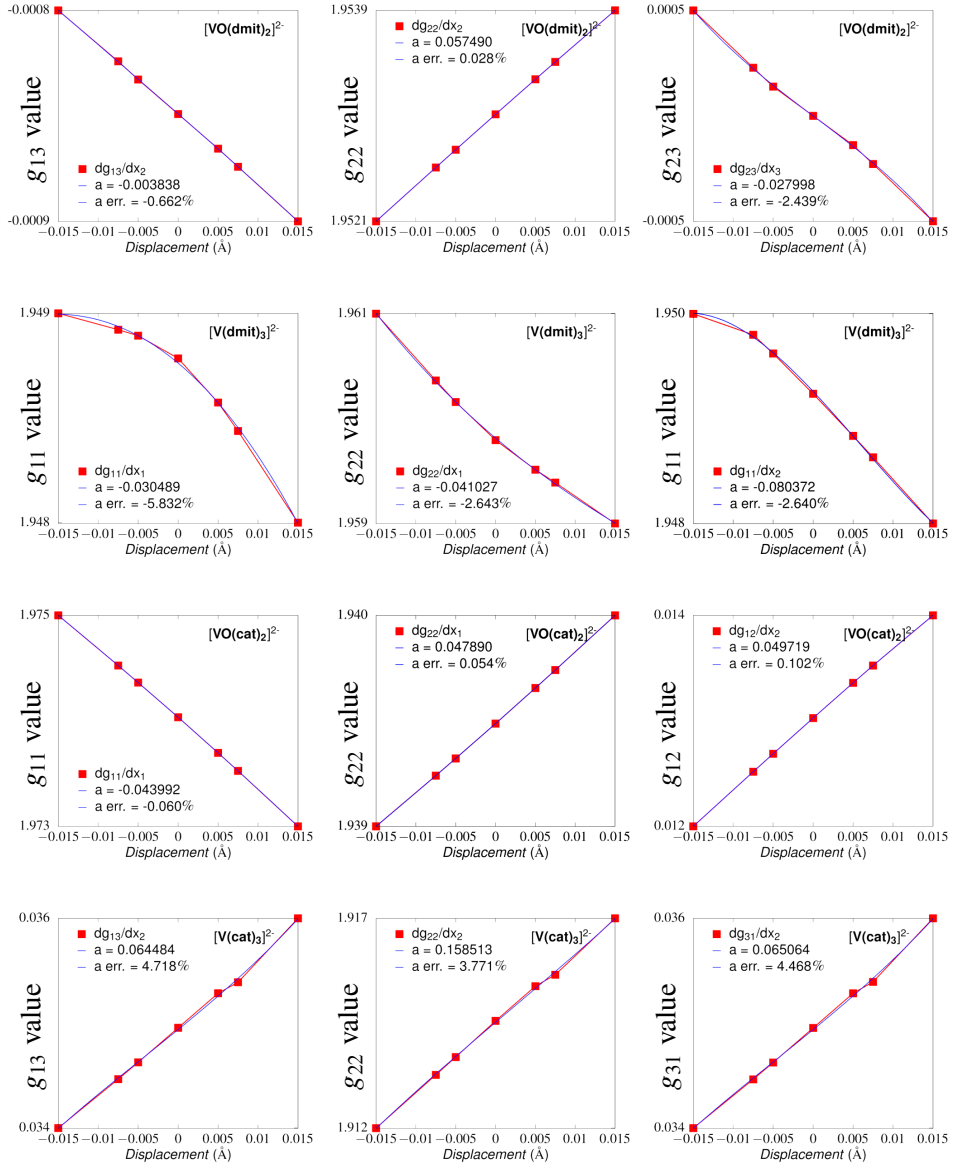 -0.0008
[VO(dmit)2]2-
g13 value
dg13/dx2
a = -0.003838
a err. = -0.662%
-0.0009
−0.015 −0.01 −0.005 0 0.005 0.01 0.015
Displacement (Å)
1.9539
dg22/dx2
[VO(dmit)2]2-
a = 0.057490
a err. = 0.028%
g22 value
1.9521
−0.015 −0.01 −0.005 0 0.005 0.01 0.015
Displacement (Å)
0.0005
[VO(dmit)2]2-
g23 value
dg23/dx3
a = -0.027998
a err. = -2.439%
-0.0005
−0.015 −0.01 −0.005 0 0.005 0.01 0.015
Displacement (Å)
1.949
[V(dmit)3]2-
g11 value
dg11/dx1
a = -0.030489
a err. = -5.832%
1.948
−0.015 −0.01 −0.005 0 0.005 0.01 0.015
Displacement (Å)
1.961
[V(dmit)3]2-
g22 value
dg22/dx1
a = -0.041027
a err. = -2.643%
1.959
−0.015 −0.01 −0.005 0 0.005 0.01 0.015
Displacement (Å)
1.950
[V(dmit)3]2-
g11 value
dg11/dx2
a = -0.080372
a err. = -2.640%
1.948
−0.015 −0.01 −0.005 0 0.005 0.01 0.015
Displacement (Å)
1.975
[VO(cat)2]2-
g11 value
dg11/dx1
a = -0.043992
a err. = -0.060%
1.973
−0.015 −0.01 −0.005 0 0.005 0.01 0.015
Displacement (Å)
1.940
dg22/dx1
[VO(cat)2]2-
a = 0.047890
a err. = 0.054%
g22 value
1.939
−0.015 −0.01 −0.005 0 0.005 0.01 0.015
Displacement (Å)
0.014
dg12/dx2
[VO(cat)2]2-
a = 0.049719
a err. = 0.102%
g12 value
0.012
−0.015 −0.01 −0.005 0 0.005 0.01 0.015
Displacement (Å)
0.036
dg13/dx2
[V(cat)3]2-
a = 0.064484
a err. = 4.718%
g13 value
0.034
−0.015 −0.01 −0.005 0 0.005 0.01 0.015
Displacement (Å)
1.917
dg22/dx2
[V(cat)3]2-
a = 0.158513
a err. = 3.771%
g22 value
1.912
−0.015 −0.01 −0.005 0 0.005 0.01 0.015
Displacement (Å)
0.036
dg31/dx2
[V(cat)3]2-
a = 0.065064
a err. = 4.468%
g31 value
0.034
−0.015 −0.01 −0.005 0 0.005 0.01 0.015
Displacement (Å)